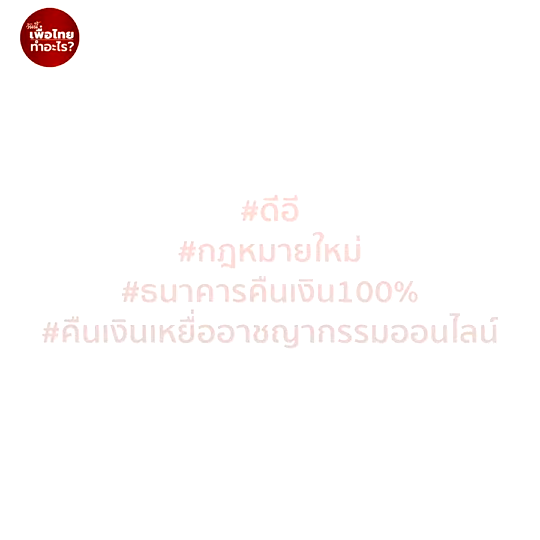 วันนี้
เพื่อไทย
ทำอะไร?
#ดีอี
#กฎหมายใหม่
#ธนาคารคืนเงิน100%
#คืนเงินเหยื่ออาชญากรรมออนไลน์